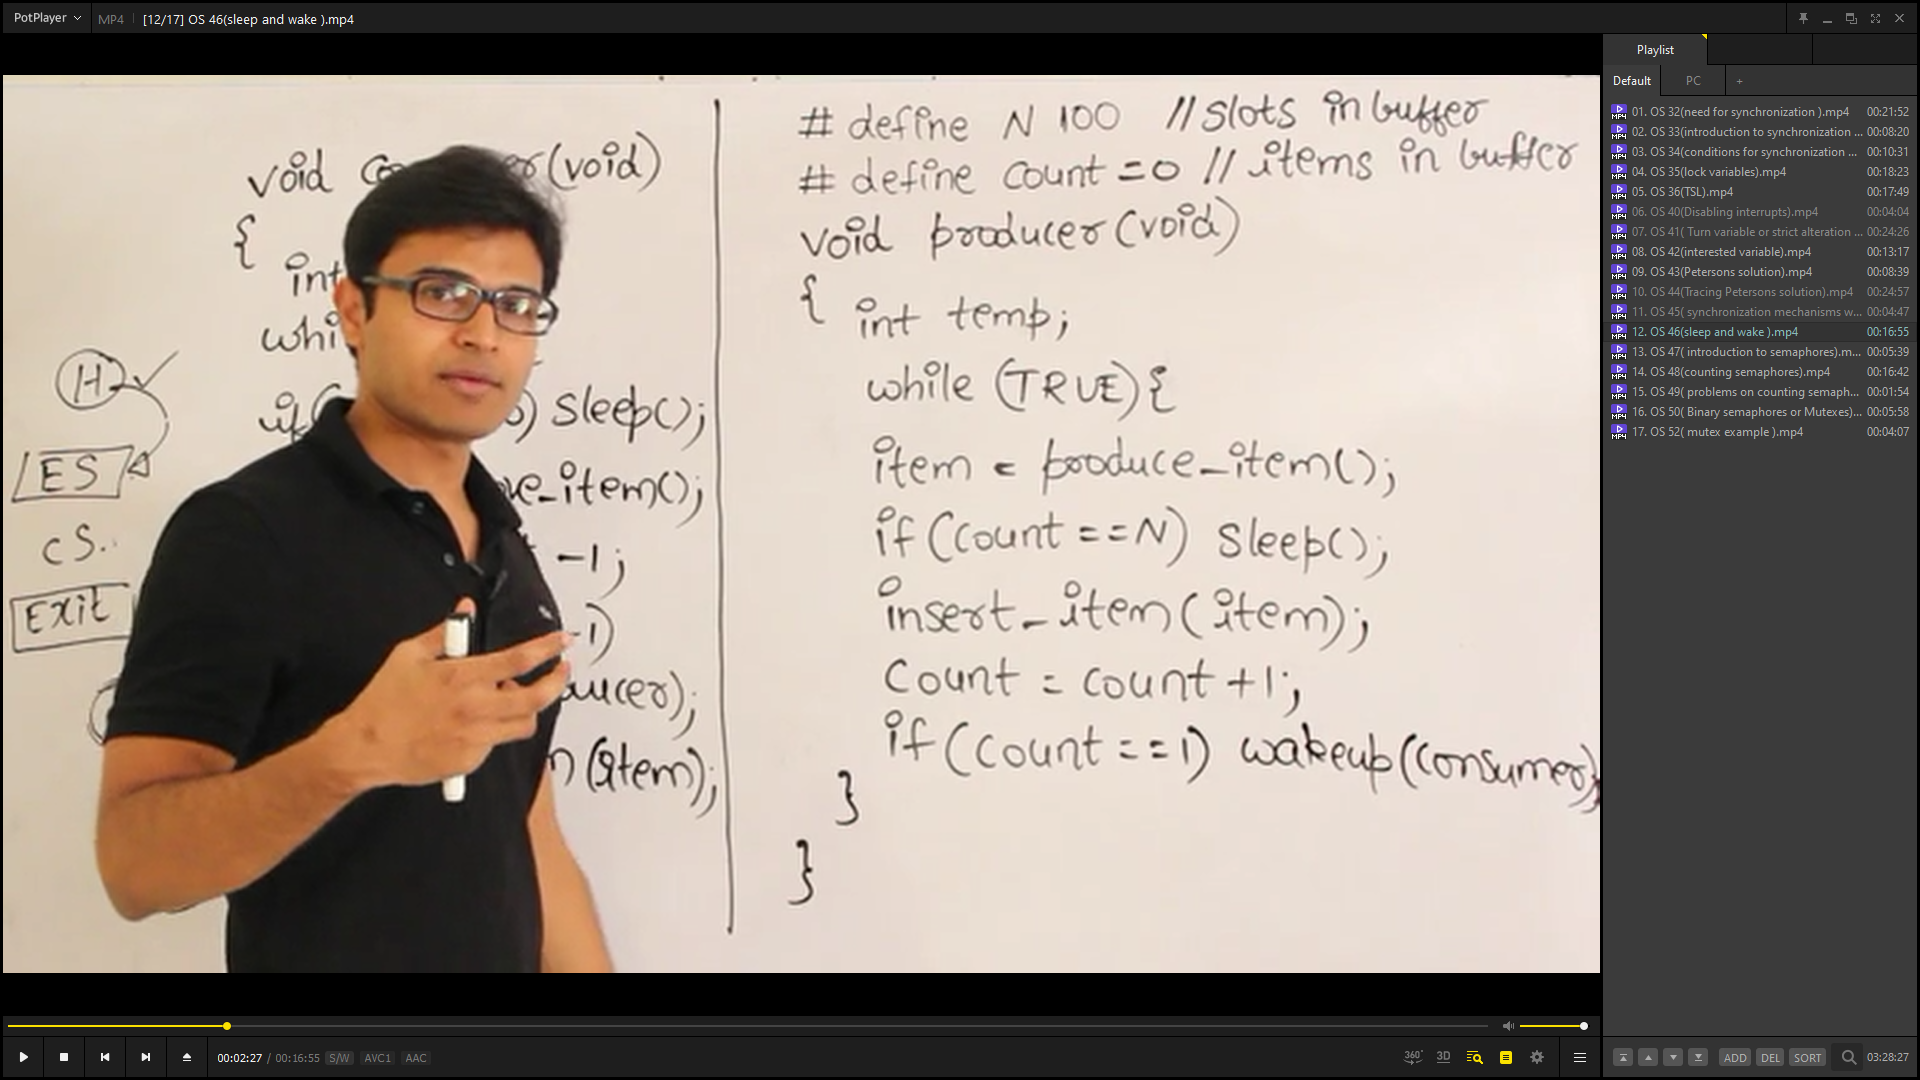 PotPlayer
MP4
[12/17] OS 46(sleep and wake ).mp4
void er(void)
{
int
whi
if( ) Sleep();
ve_item();
-1;
-1)
ucer);
(item);
H
ES
CS..
Exit
# define N 100 // slots in buffer
# define count = 0 // items in buffer
void producer(void)
{ int temp;
while (TRUE) {
item = produce_item();
if (count == N) sleep();
insert_item(item);
Count = count + 1;
if (count == 1) wakeup(consumer);
}
}
Playlist
Default PC +
01. OS 32(need for synchronization ).mp4 00:21:52
02. OS 33(introduction to synchronization ... 00:08:20
03. OS 34(conditions for synchronization ... 00:10:31
04. OS 35(lock variables).mp4 00:18:23
05. OS 36(TSL).mp4 00:17:49
06. OS 40(Disabling interrupts).mp4 00:04:04
07. OS 41( Turn variable or strict alteration ... 00:24:26
08. OS 42(interested variable).mp4 00:13:17
09. OS 43(Petersons solution).mp4 00:08:39
10. OS 44(Tracing Petersons solution).mp4 00:24:57
11. OS 45( synchronization mechanisms w... 00:04:47
12. OS 46(sleep and wake ).mp4 00:16:55
13. OS 47( introduction to semaphores).m... 00:05:39
14. OS 48(counting semaphores).mp4 00:16:42
15. OS 49( problems on counting semaph... 00:01:54
16. OS 50( Binary semaphores or Mutexes)... 00:05:58
17. OS 52( mutex example ).mp4 00:04:07
00:02:27 / 00:16:55 S/W AVC1 AAC
360° 3D
ADD DEL SORT 03:28:27